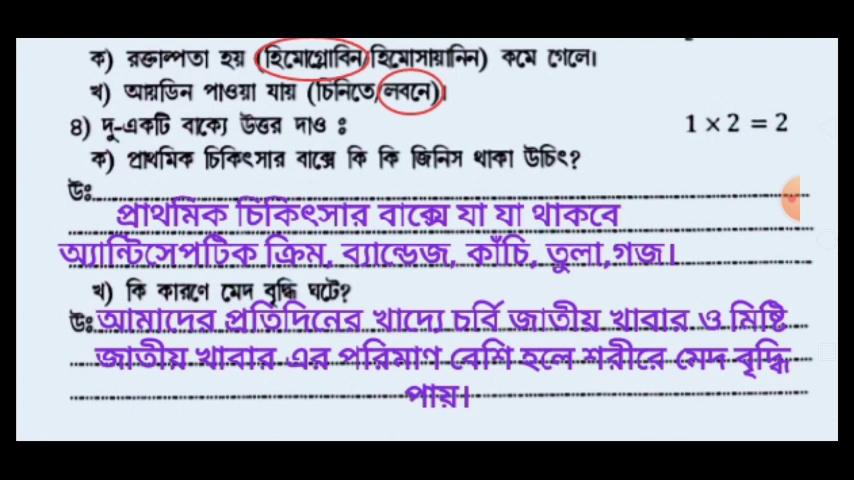 ক) রক্তাল্পতা হয় (হিমোগ্লোবিন/হিমোসায়ানিন) কমে গেলে।
খ) আয়ডিন পাওয়া যায় (চিনিতে/লবনে)।
৪) দু-একটি বাক্যে উত্তর দাও ঃ 1 × 2 = 2
ক) প্রাথমিক চিকিৎসার বাক্সে কি কি জিনিস থাকা উচিৎ?
উঃ
প্রাথমিক চিকিৎসার বাক্সে যা যা থাকবে
অ্যান্টিসেপটিক ক্রিম, ব্যান্ডেজ, কাঁচি, তুলা,গজ।
খ) কি কারণে মেদ বৃদ্ধি ঘটে?
উঃ আমাদের প্রতিদিনের খাদ্যে চর্বি জাতীয় খাবার ও মিষ্টি
জাতীয় খাবার এর পরিমাণ বেশি হলে শরীরে মেদ বৃদ্ধি
পায়।